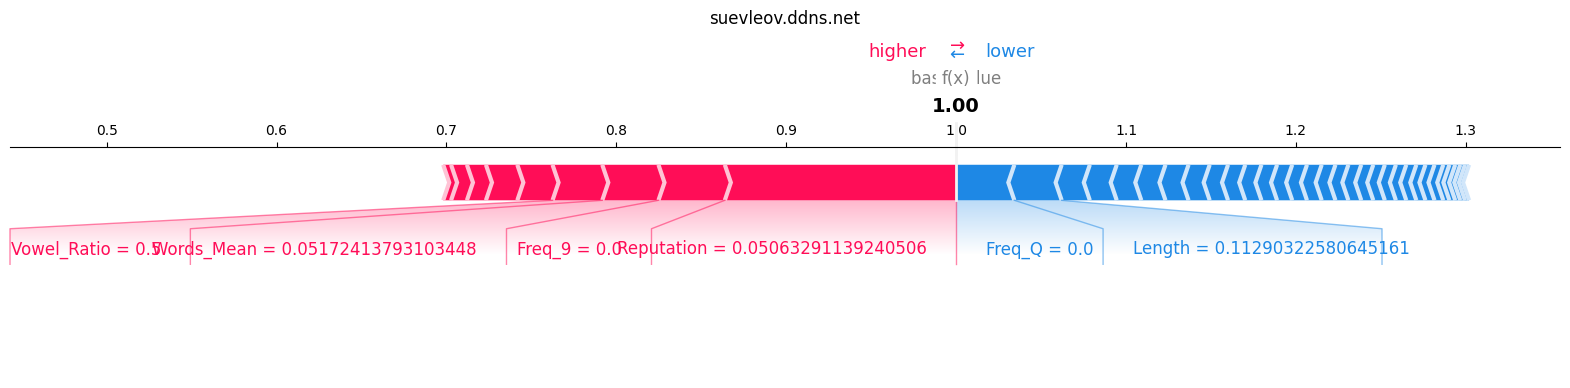 suevleov.ddns.net
higher ⇄ lower
f(x)
1.00
0.5 0.6 0.7 0.8 0.9 1.0 1.1 1.2 1.3
Vowel_Ratio = 0.5 Words_Mean = 0.05172413793103448 Freq_9 = 0.0 Reputation = 0.05063291139240506 Freq_Q = 0.0 Length = 0.11290322580645161